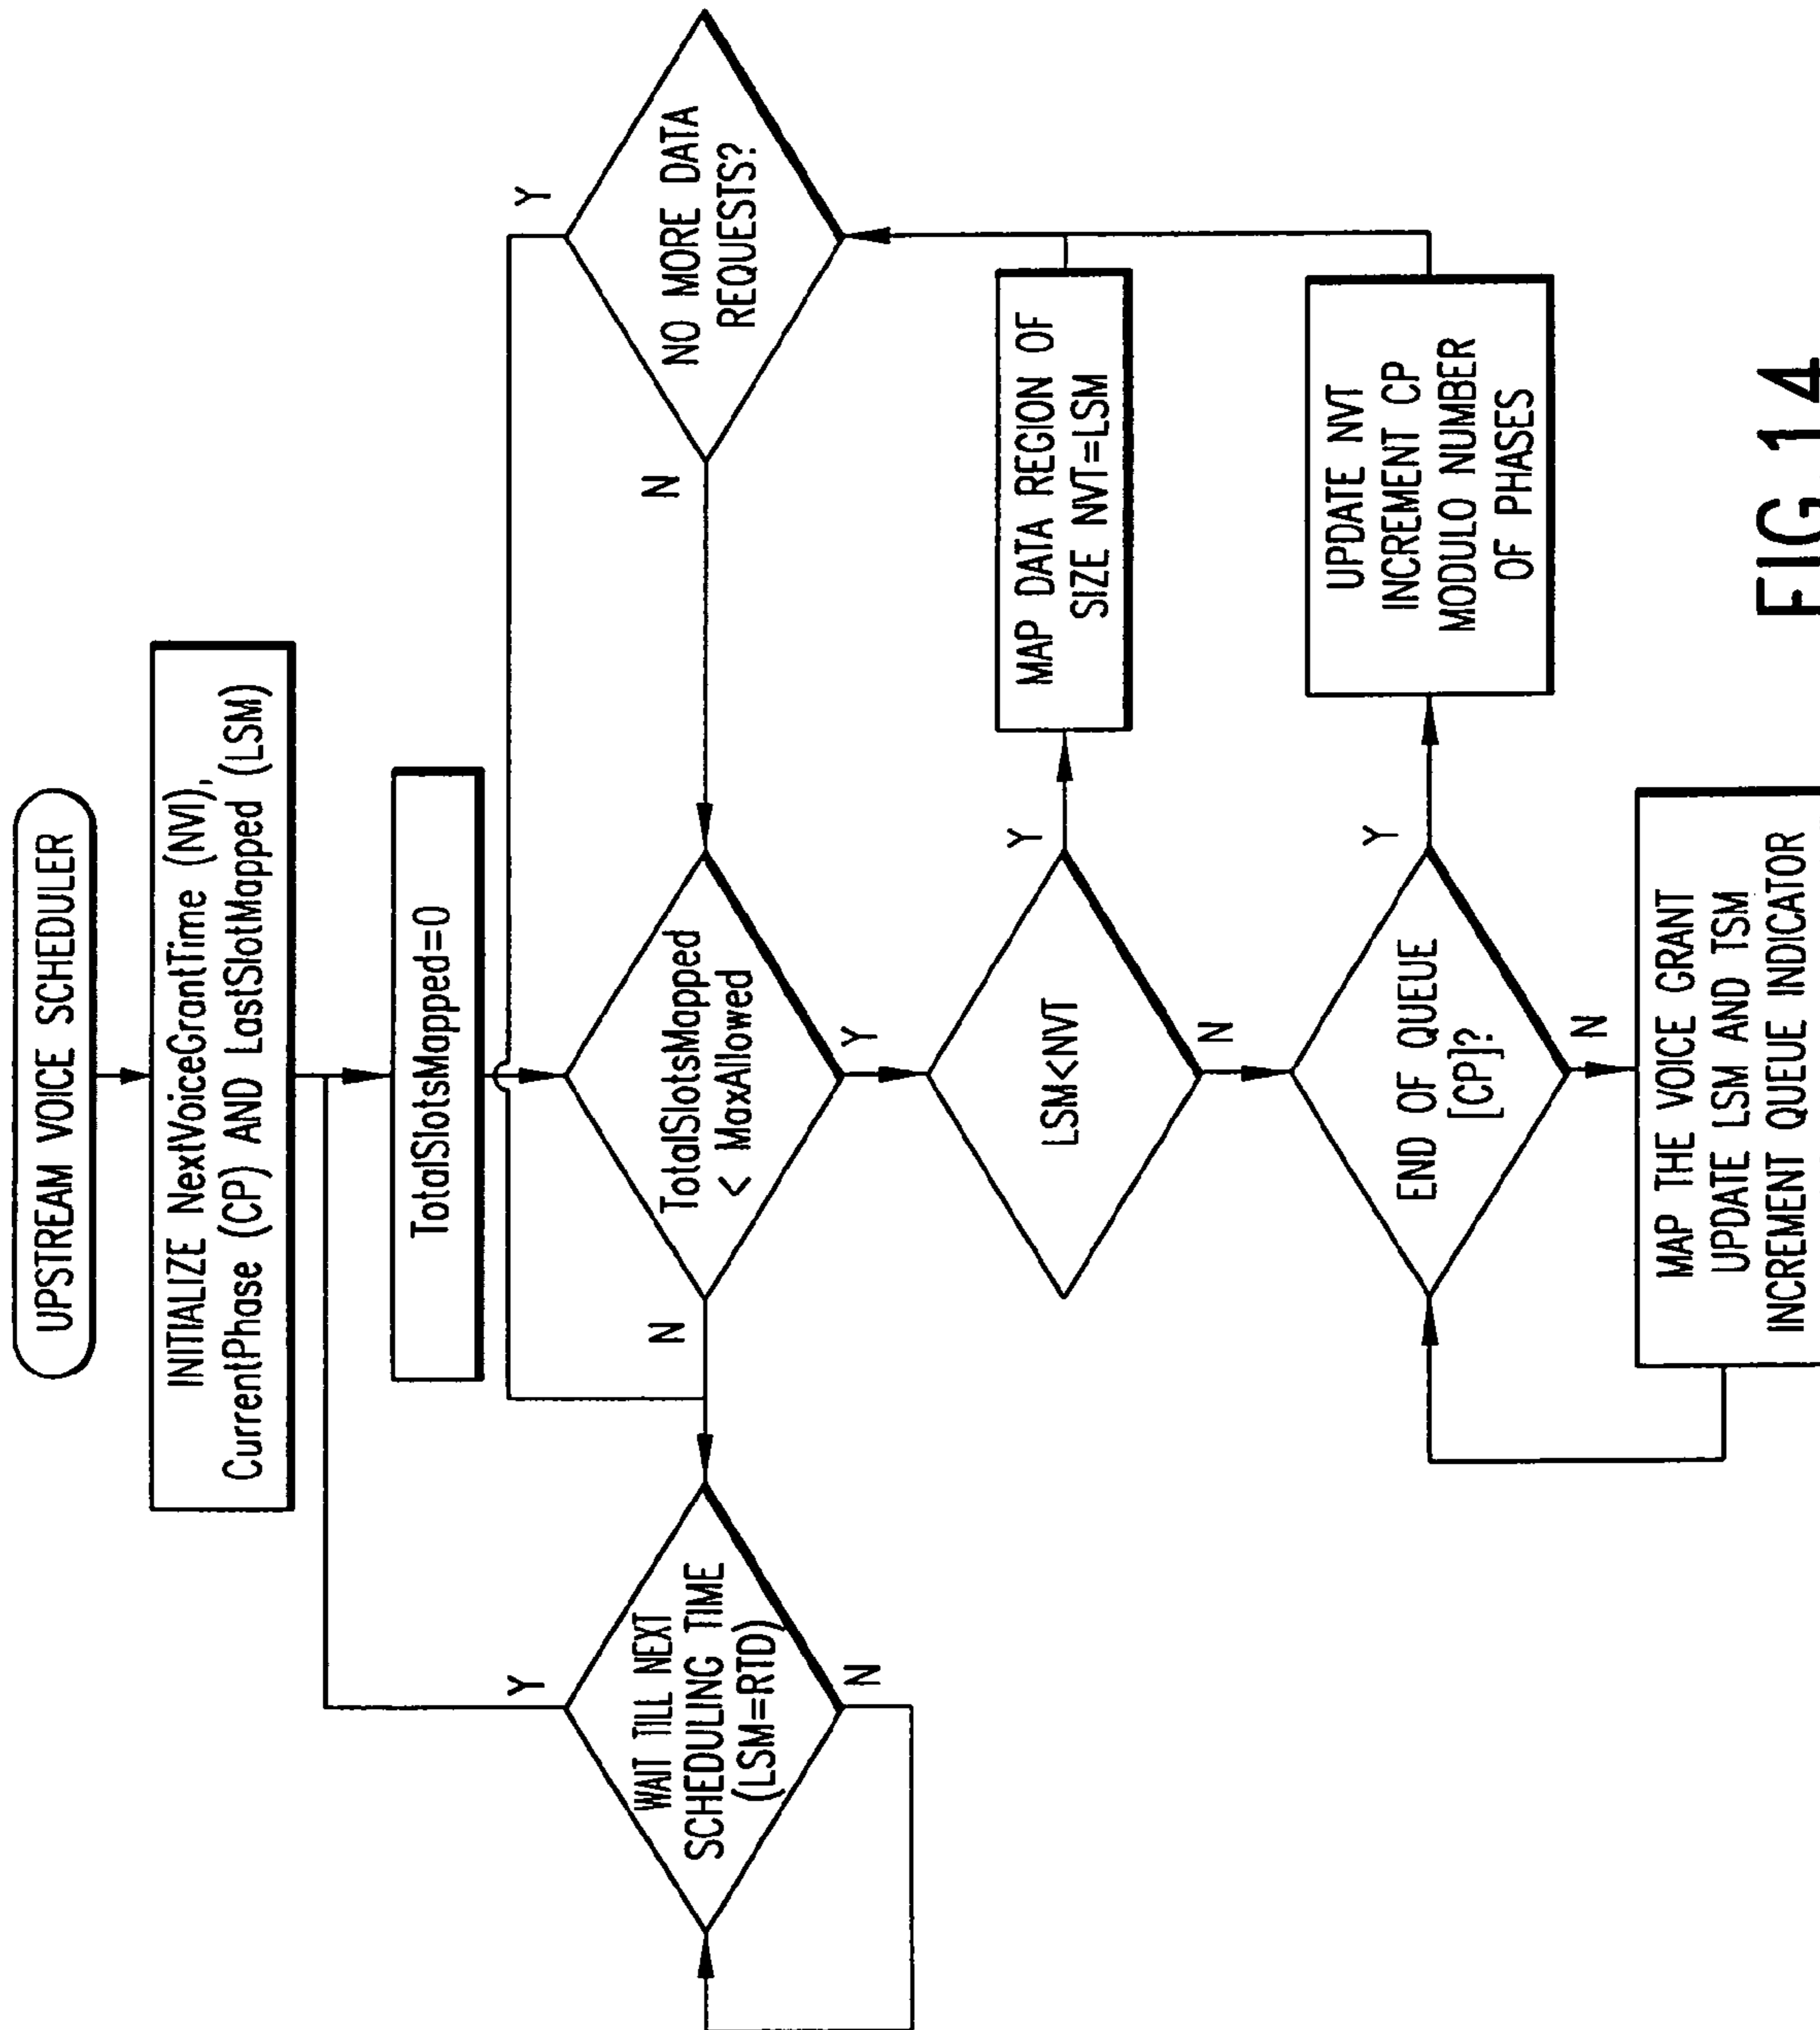 UPSTREAM VOICE SCHEDULER
INITIALIZE NextVoiceGrantTime (NVI),
CurrentPhase (CP) AND LastSlotMapped (LSM)
TotalSlotsMapped=0
TotalSlotsMapped
< MaxAllowed
N
Y
WAIT TILL NEXT
SCHEDULING TIME
(LSM=RTD)
Y
N
NO MORE DATA
REQUESTS?
Y
N
LSM<NVT
Y
N
MAP DATA REGION OF
SIZE NVT=LSM
END OF QUEUE
[CP]?
Y
N
UPDATE NVT
INCREMENT CP
MODULO NUMBER
OF PHASES
MAP THE VOICE GRANT
UPDATE LSM AND TSM
INCREMENT QUEUE INDICATOR
FIG.14